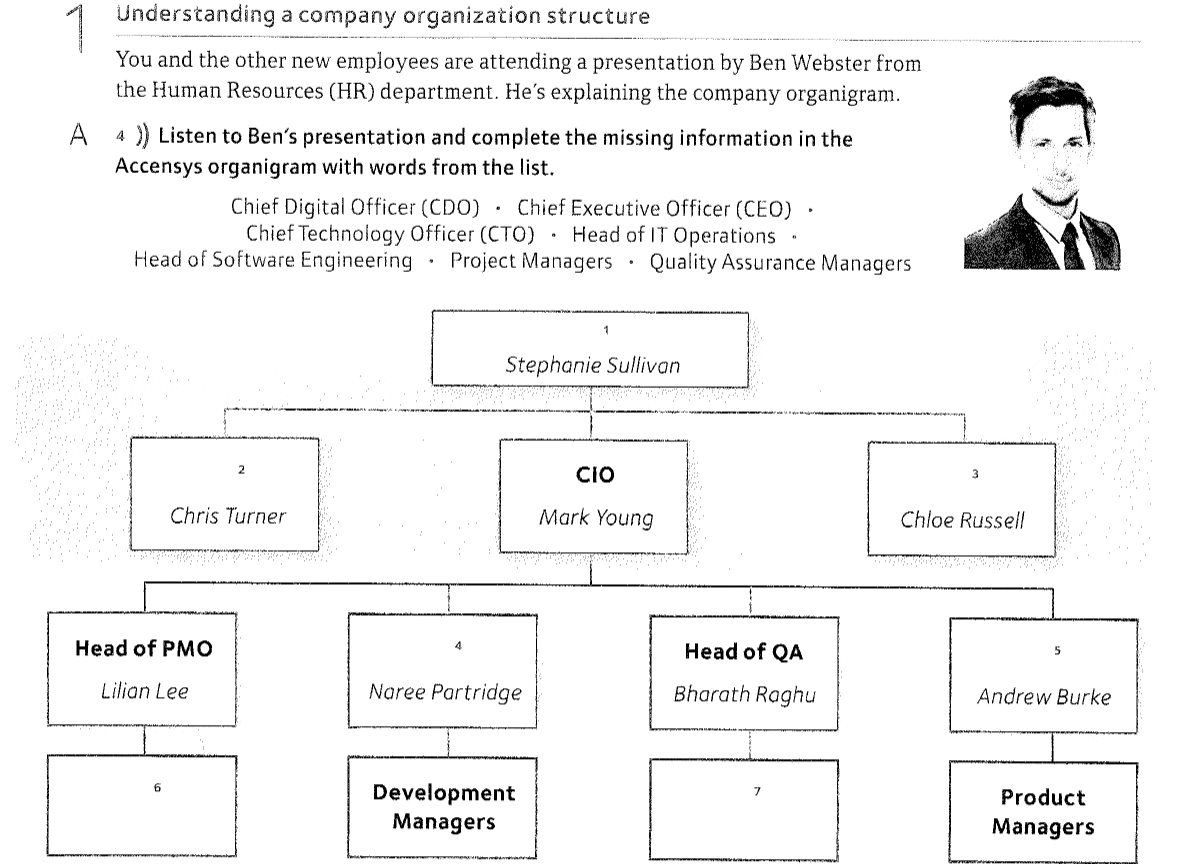 1 Understanding a company organization structure
You and the other new employees are attending a presentation by Ben Webster from
the Human Resources (HR) department. He's explaining the company organigram.
A 4 )) Listen to Ben's presentation and complete the missing information in the
Accensys organigram with words from the list.
Chief Digital Officer (CDO) · Chief Executive Officer (CEO) ·
Chief Technology Officer (CTO) · Head of IT Operations ·
Head of Software Engineering · Project Managers · Quality Assurance Managers
1
Stephanie Sullivan
2
Chris Turner
CIO
Mark Young
3
Chloe Russell
Head of PMO
Lilian Lee
4
Naree Partridge
Head of QA
Bharath Raghu
5
Andrew Burke
6
Development
Managers
7
Product
Managers